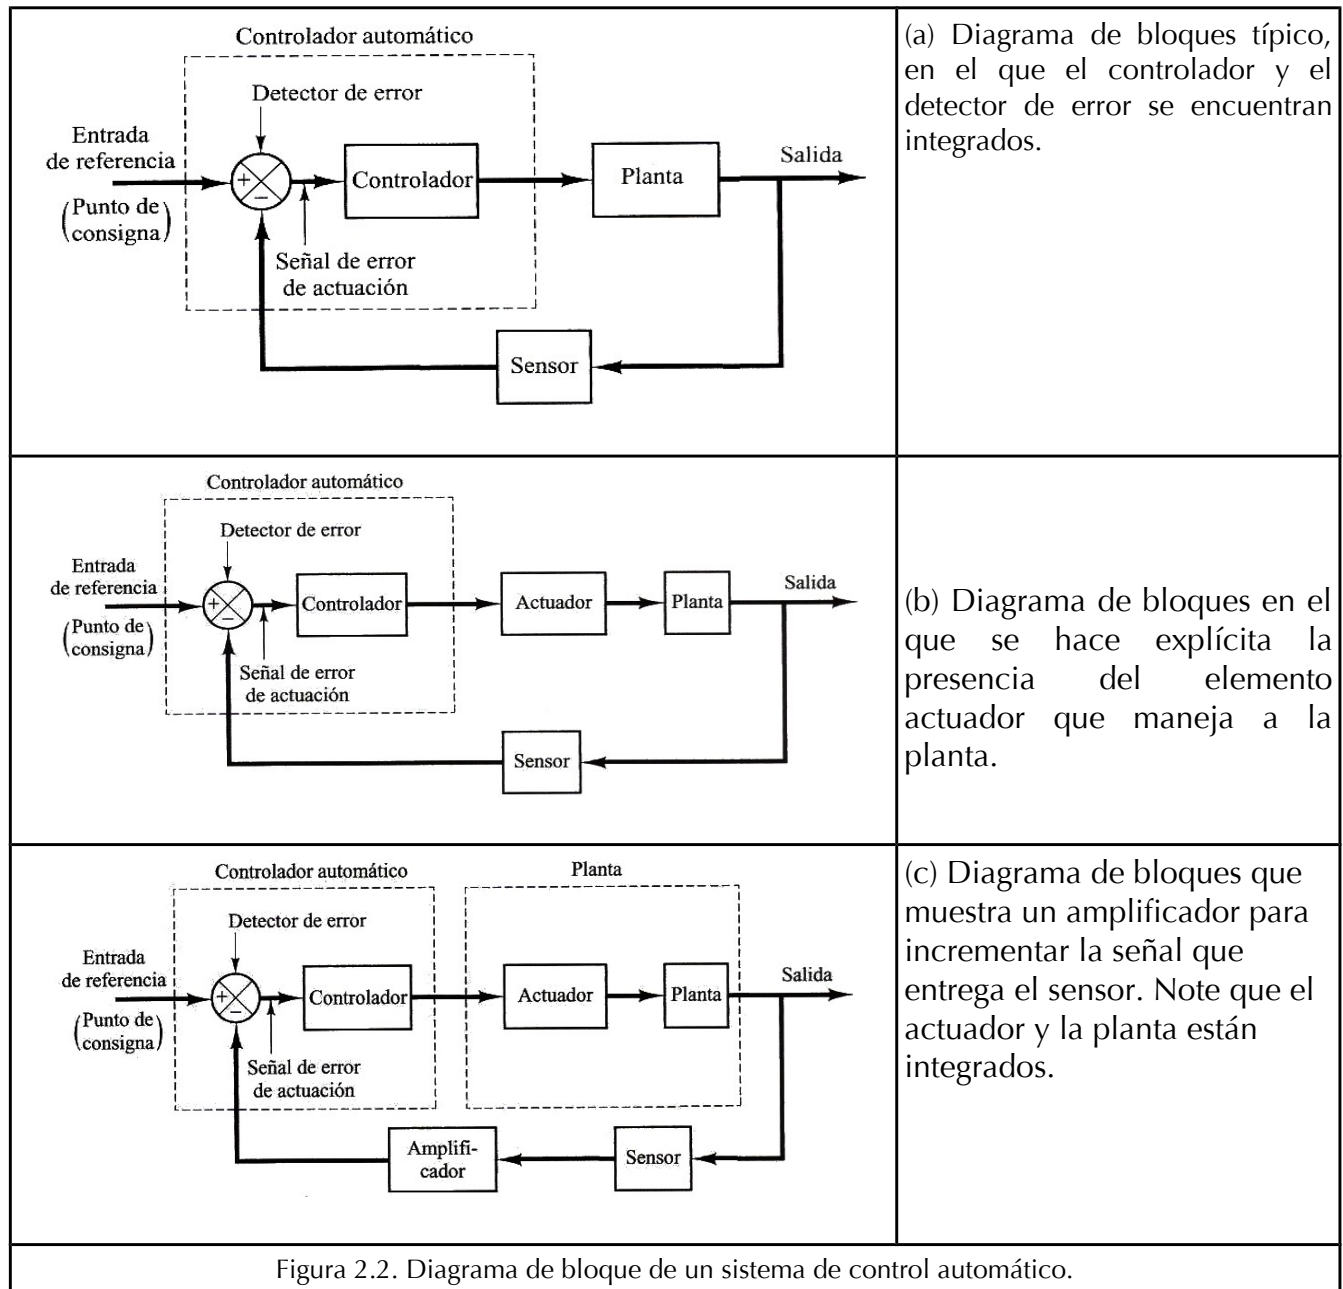 Controlador automático
Detector de error
Entrada
de referencia
(Punto de
consigna)
+
−
Controlador
Planta
Salida
Señal de error
de actuación
Sensor
(a) Diagrama de bloques típico,
en el que el controlador y el
detector de error se encuentran
integrados.
Controlador automático
Detector de error
Entrada
de referencia
(Punto de
consigna)
+
−
Controlador
Actuador
Planta
Salida
Señal de error
de actuación
Sensor
(b) Diagrama de bloques en el
que se hace explícita la
presencia del elemento
actuador que maneja a la
planta.
Controlador automático
Planta
Detector de error
Entrada
de referencia
(Punto de
consigna)
+
−
Controlador
Actuador
Planta
Salida
Señal de error
de actuación
Amplifi-
cador
Sensor
(c) Diagrama de bloques que
muestra un amplificador para
incrementar la señal que
entrega el sensor. Note que el
actuador y la planta están
integrados.
Figura 2.2. Diagrama de bloque de un sistema de control automático.